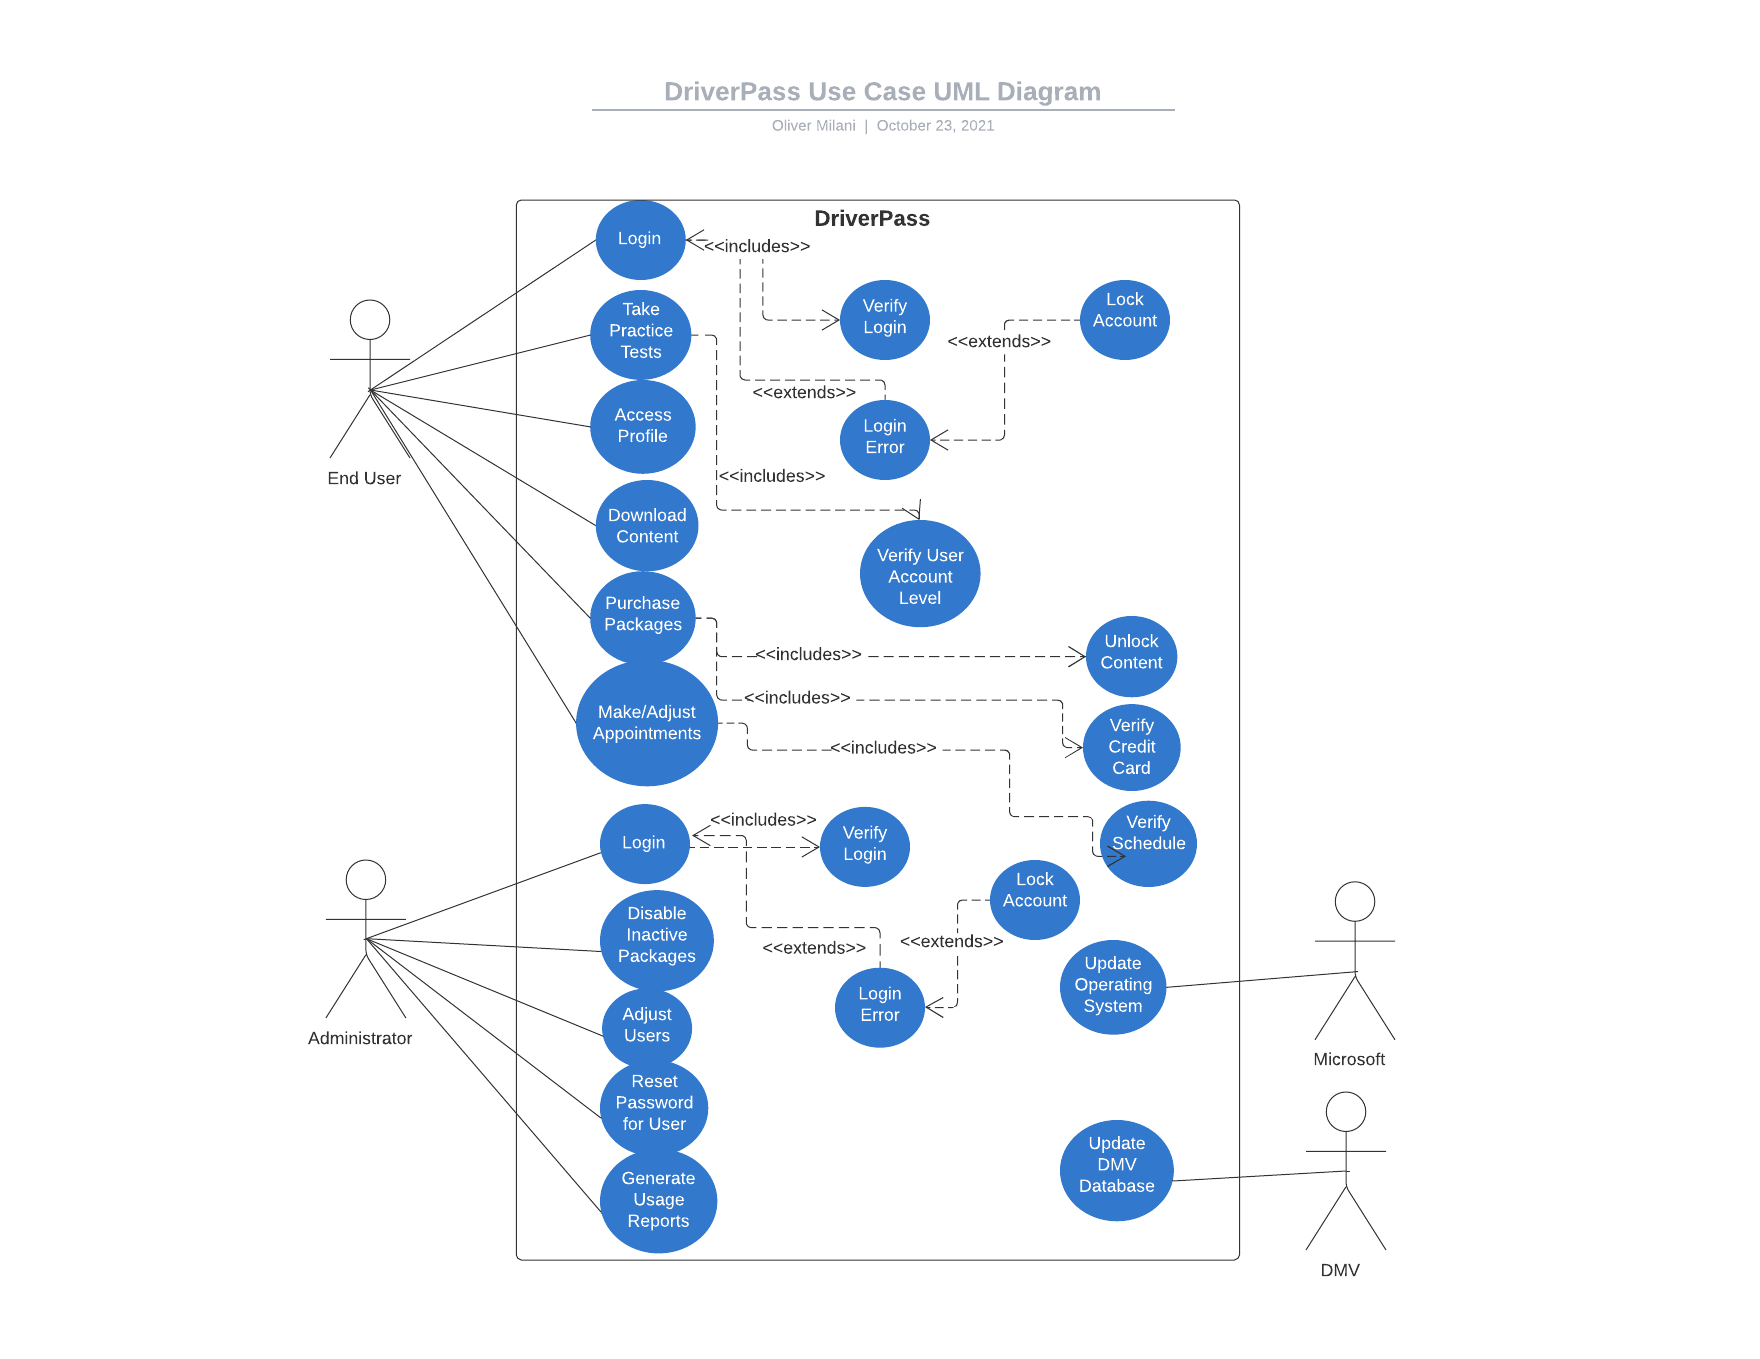 DriverPass Use Case UML Diagram
Oliver Milani | October 23, 2021
DriverPass
Login
<<includes>>
Verify
Login
Lock
Account
<<extends>>
Take
Practice
Tests
<<extends>>
Access
Profile
Login
Error
End User
<<includes>>
Download
Content
Verify User
Account
Level
Purchase
Packages
<<includes>>
Unlock
Content
<<includes>>
Make/Adjust
Appointments
Verify
Credit
Card
<<includes>>
<<includes>>
Login
Verify
Login
Verify
Schedule
Lock
Account
Disable
Inactive
Packages
<<extends>>
<<extends>>
Update
Operating
System
Login
Error
Adjust
Users
Administrator
Microsoft
Reset
Password
for User
Update
DMV
Database
Generate
Usage
Reports
DMV